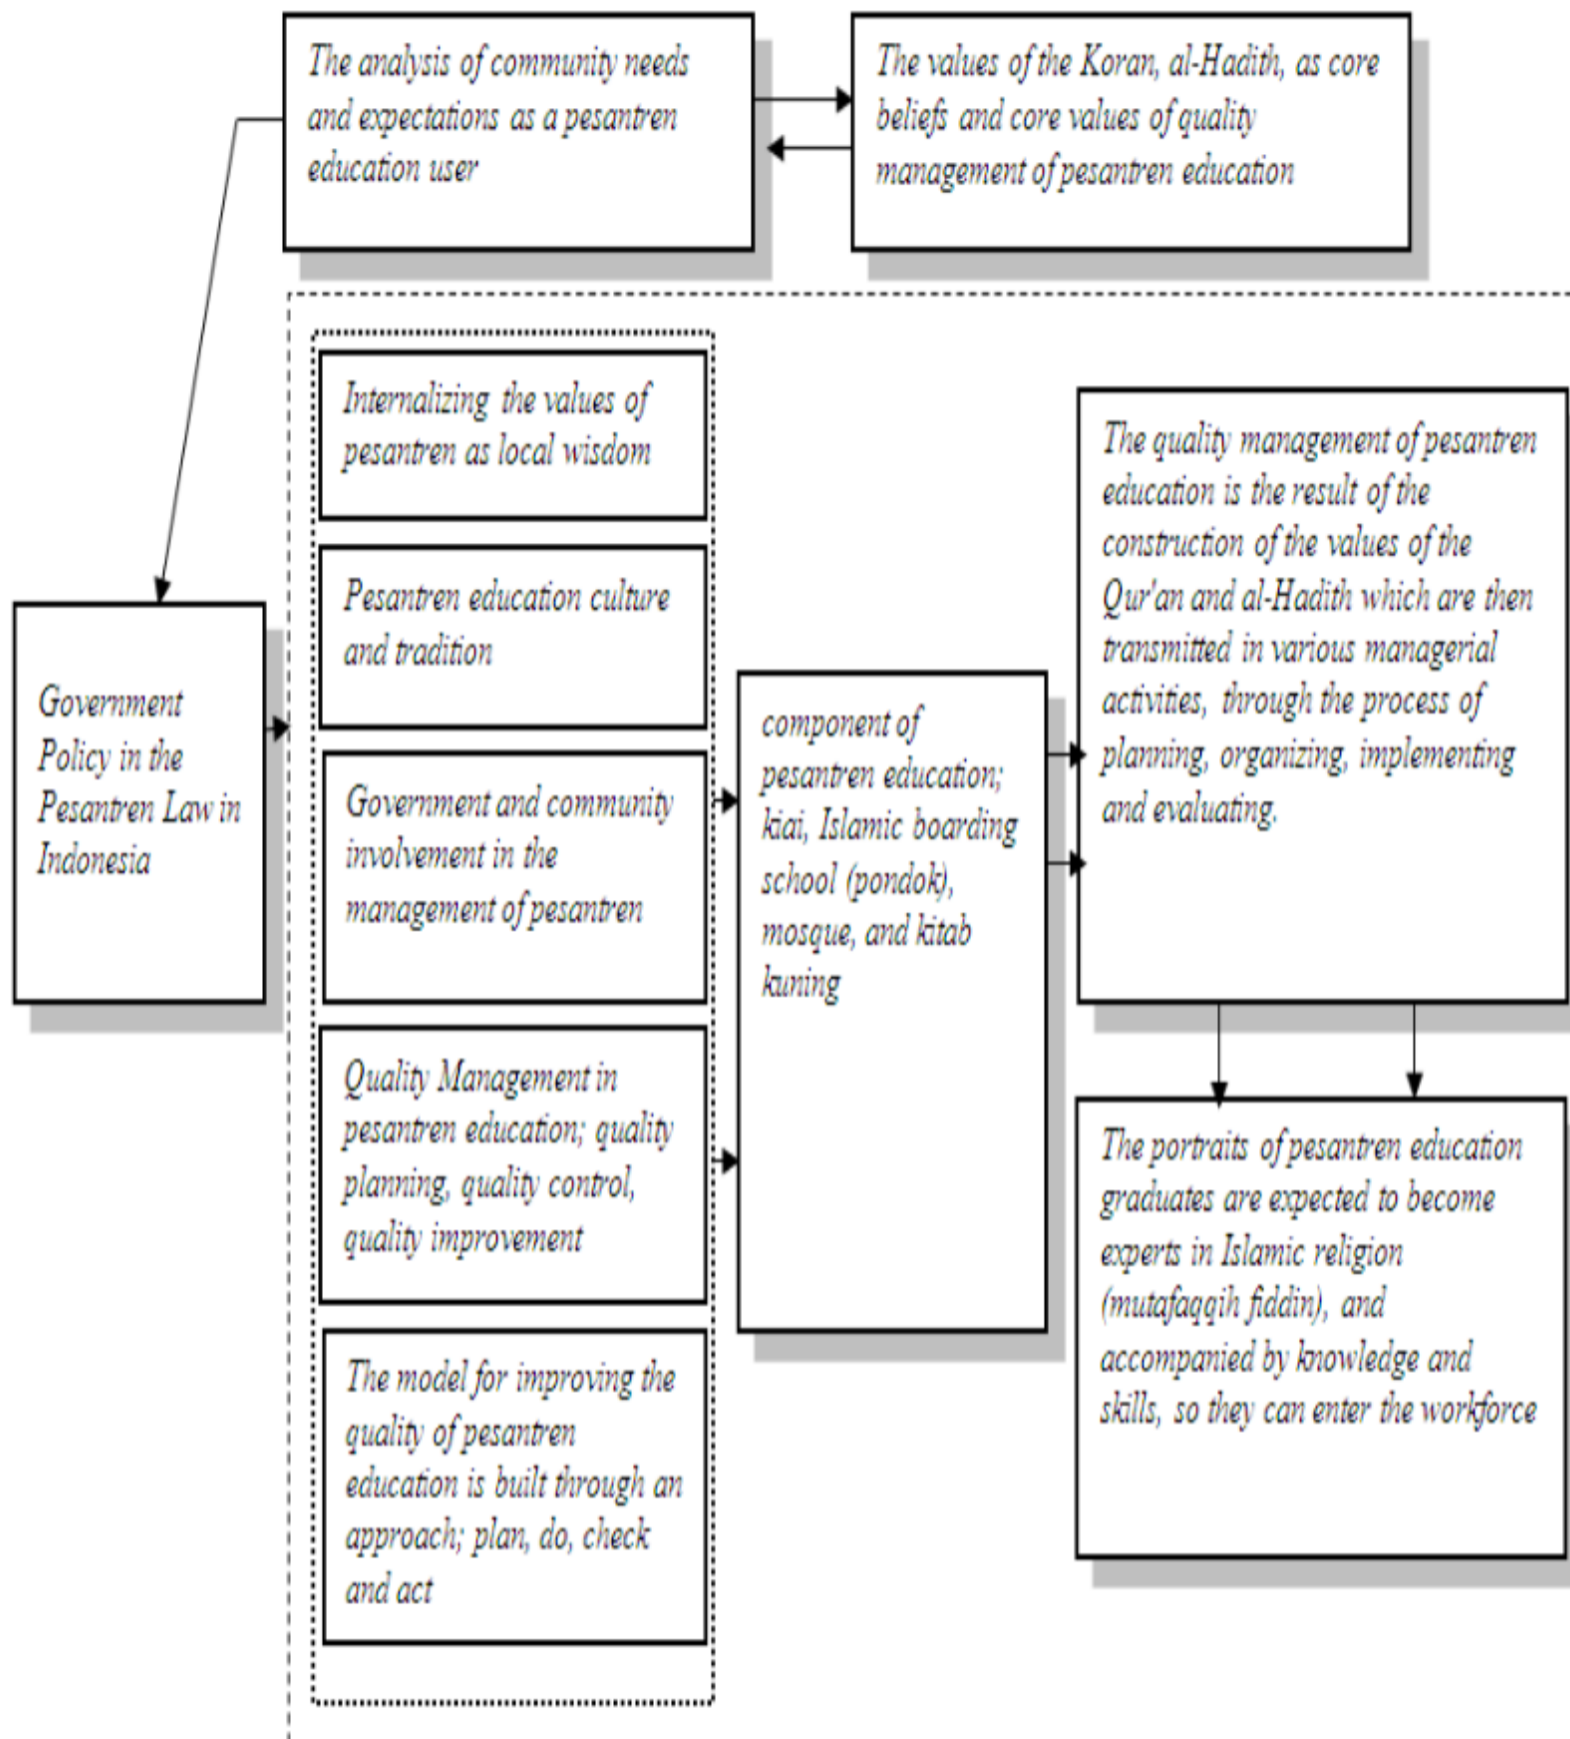 The analysis of community needs
and expectations as a pesantren
education user
The values of the Koran, al-Hadith, as core
beliefs and core values of quality
management of pesantren education
Government
Policy in the
Pesantren Law in
Indonesia
Internalizing the values of
pesantren as local wisdom
Pesantren education culture
and tradition
Government and community
involvement in the
management of pesantren
Quality Management in
pesantren education; quality
planning, quality control,
quality improvement
The model for improving the
quality of pesantren
education is built through an
approach; plan, do, check
and act
component of
pesantren education;
kiai, Islamic boarding
school (pondok),
mosque, and kitab
kuning
The quality management of pesantren
education is the result of the
construction of the values of the
Qur'an and al-Hadith which are then
transmitted in various managerial
activities, through the process of
planning, organizing, implementing
and evaluating.
The portraits of pesantren education
graduates are expected to become
experts in Islamic religion
(mutafaqqih fiddin), and
accompanied by knowledge and
skills, so they can enter the workforce